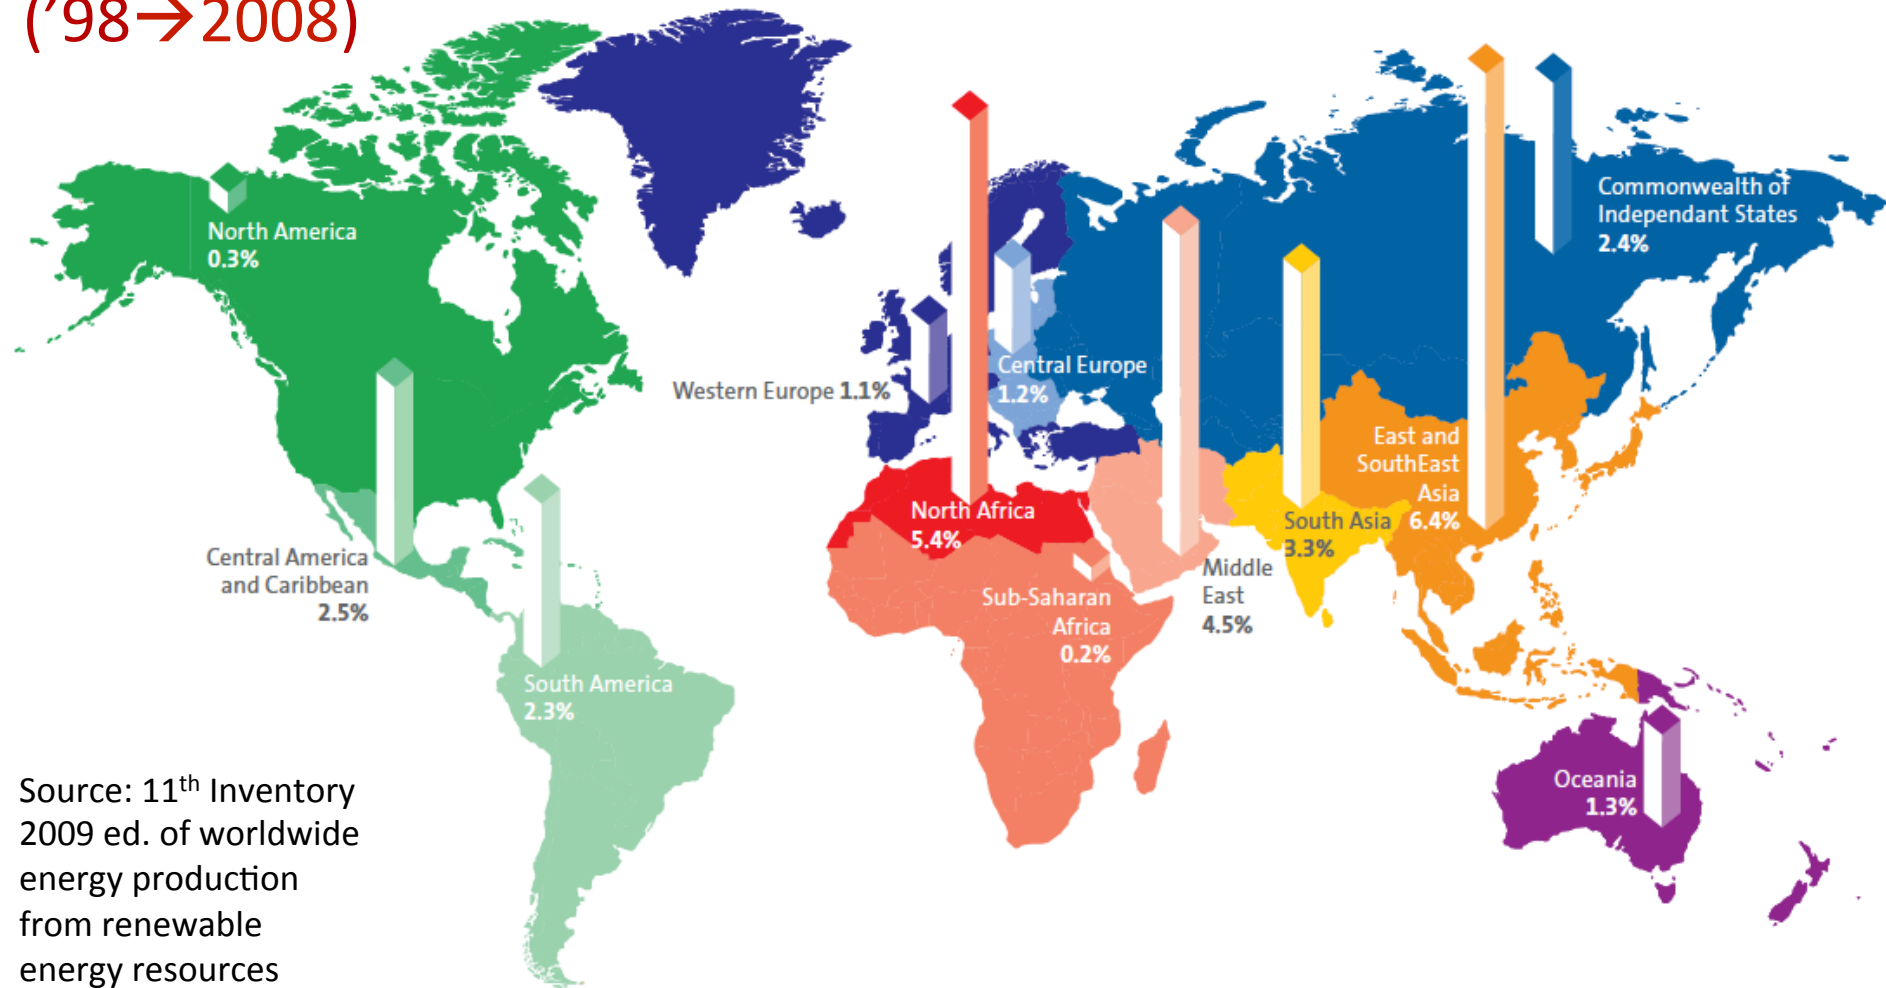 (’98→2008)
North America
0.3%
Commonwealth of
Independant States
2.4%
Central Europe
1.2%
Western Europe 1.1%
East and
SouthEast
Asia
6.4%
North Africa
5.4%
South Asia
3.3%
Central America
and Caribbean
2.5%
Middle
East
4.5%
Sub-Saharan
Africa
0.2%
South America
2.3%
Oceania
1.3%
Source: 11th Inventory
2009 ed. of worldwide
energy production
from renewable
energy resources